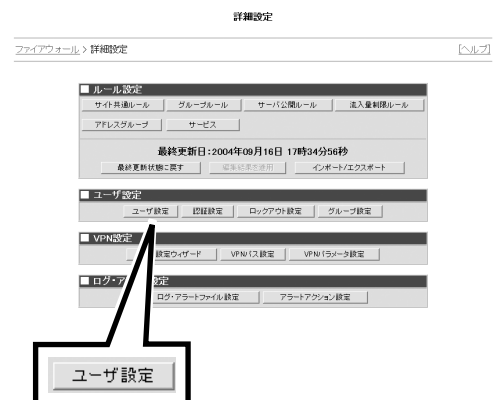 詳細設定
ファイアウォール > 詳細設定 [ヘルプ]
■ ルール設定
サイト共通ルール グループルール サーバ公開ルール 流入量制限ルール
アドレスグループ サービス
最終更新日:2004年09月16日 17時34分56秒
最終更新状態に戻す 編集結果を適用 インポート/エクスポート
■ ユーザ設定
ユーザ設定 認証設定 ロックアウト設定 グループ設定
■ VPN設定
設定ウィザード VPNパス設定 VPNパラメータ設定
■ ログ・ア 設定
ログ・アラートファイル設定 アラートアクション設定
ユーザ設定